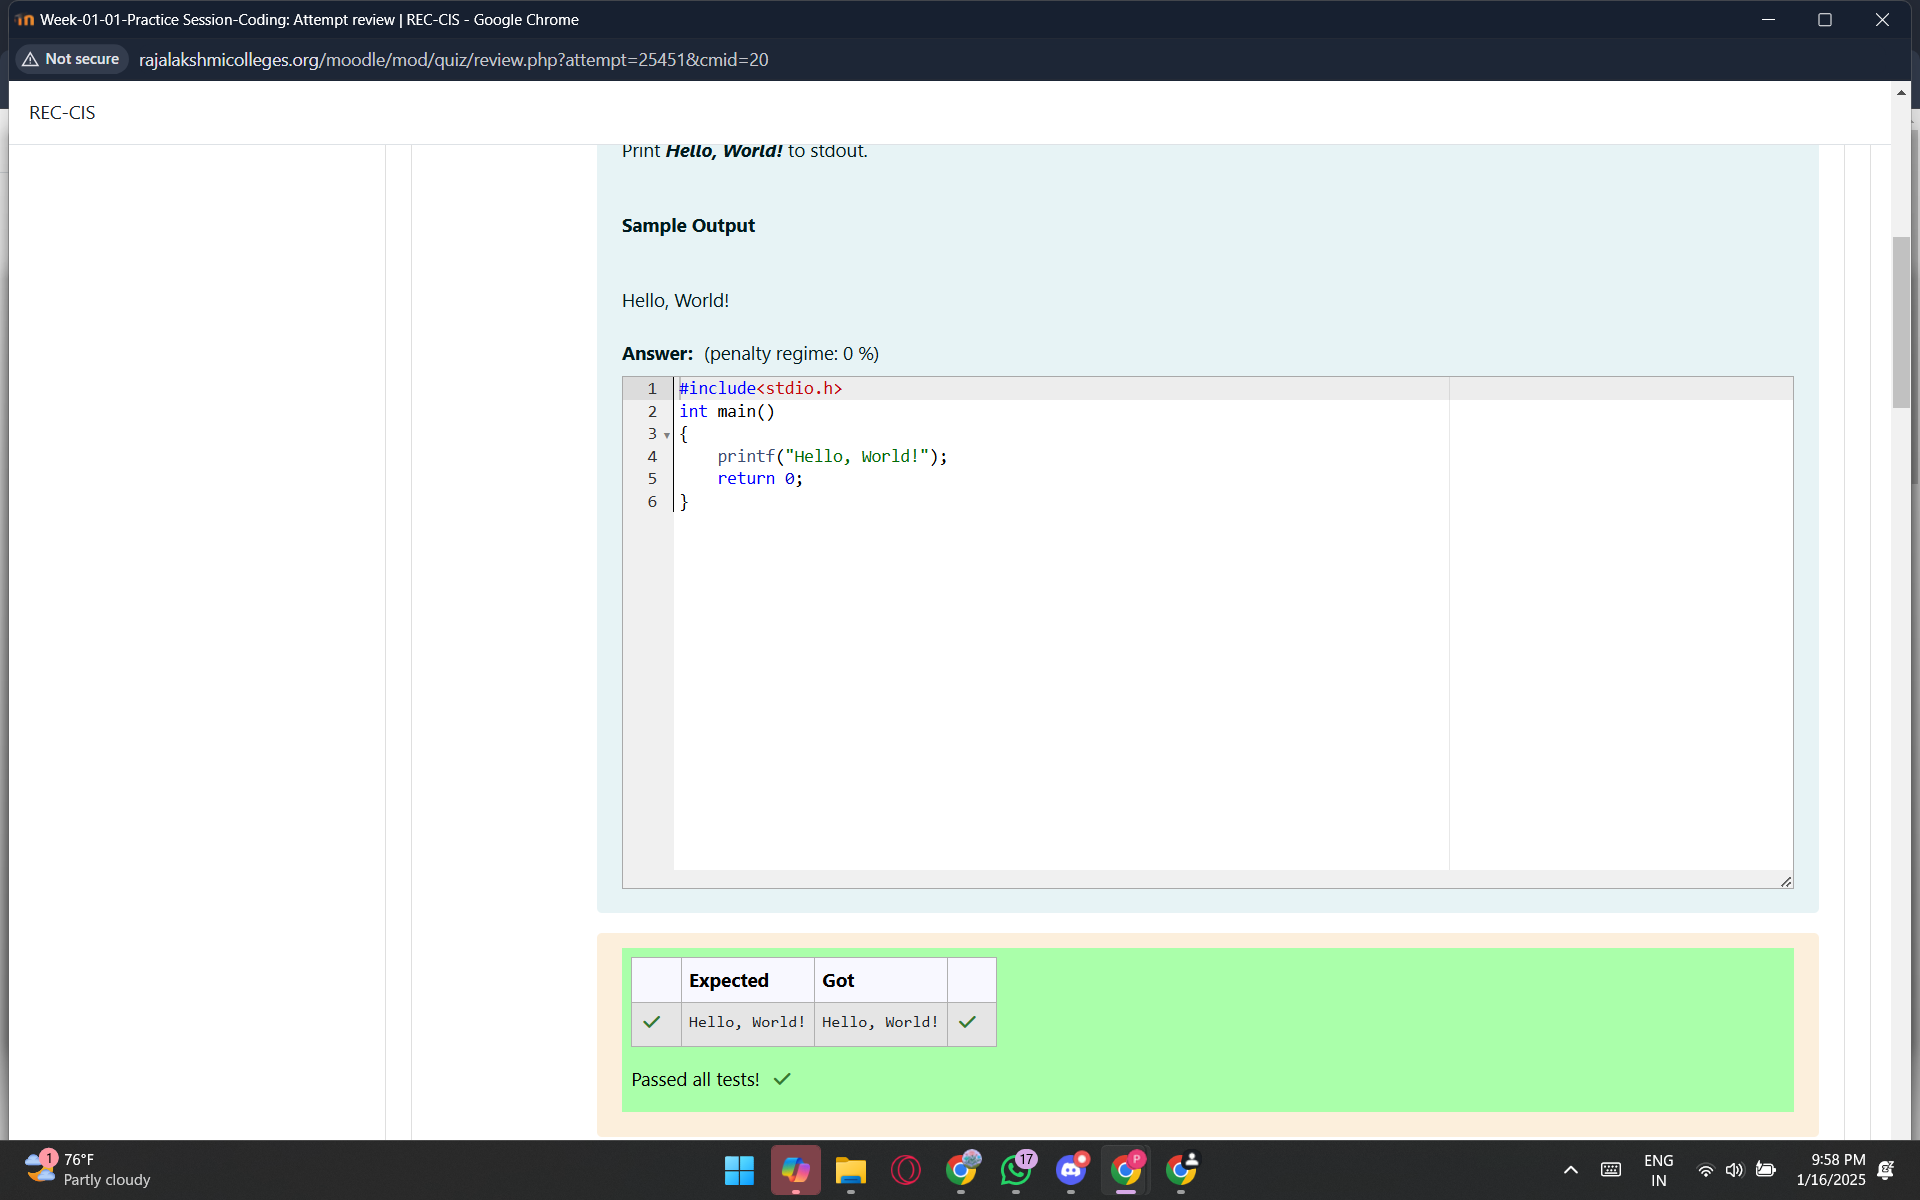 Week-01-01-Practice Session-Coding: Attempt review | REC-CIS - Google Chrome
Not secure rajalakshmicolleges.org/moodle/mod/quiz/review.php?attempt=25451&cmid=20
REC-CIS
Print Hello, World! to stdout.
Sample Output
Hello, World!
Answer: (penalty regime: 0 %)
1 #include<stdio.h>
2 int main()
3 {
4 printf("Hello, World!");
5 return 0;
6 }
Expected Got
Hello, World! Hello, World!
Passed all tests!
1 76°F
Partly cloudy
17
P
ENG
IN
9:58 PM
1/16/2025